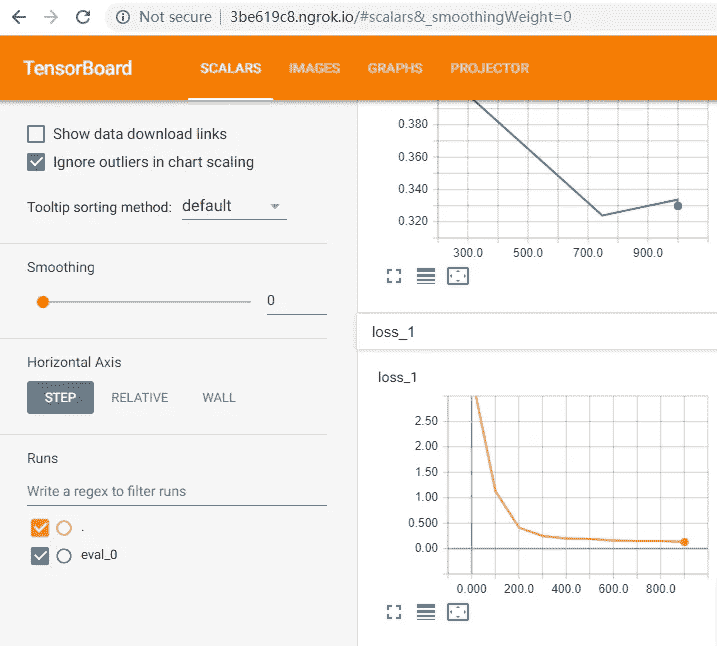 Not secure | 3be619c8.ngrok.io/#scalars&_smoothingWeight=0
TensorBoard SCALARS IMAGES GRAPHS PROJECTOR
Show data download links
Ignore outliers in chart scaling
Tooltip sorting method: default
Smoothing
0
Horizontal Axis
STEP RELATIVE WALL
Runs
Write a regex to filter runs
.
eval_0
0.380
0.360
0.340
0.320
300.0 500.0 700.0 900.0
loss_1
loss_1
2.50
2.00
1.50
1.00
0.500
0.00
0.000 200.0 400.0 600.0 800.0